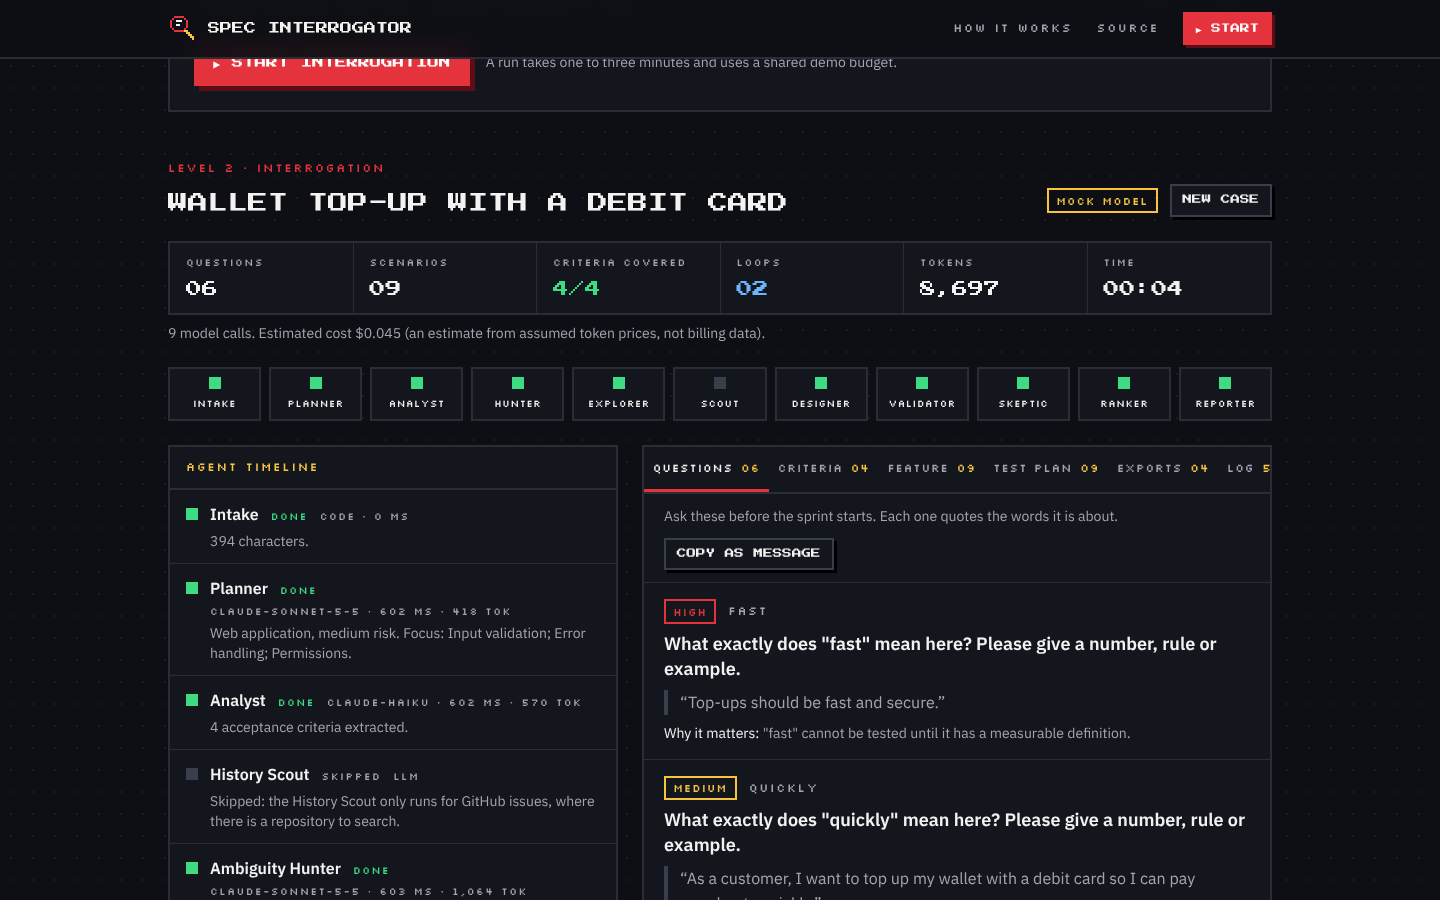 SPEC INTERROGATOR
HOW IT WORKS
SOURCE
▶ START
▶ START INTERROGATION
A run takes one to three minutes and uses a shared demo budget.
LEVEL 2 · INTERROGATION
WALLET TOP-UP WITH A DEBIT CARD
MOCK MODEL
NEW CASE
QUESTIONS
06
SCENARIOS
09
CRITERIA COVERED
4/4
LOOPS
02
TOKENS
8,697
TIME
00:04
9 model calls. Estimated cost $0.045 (an estimate from assumed token prices, not billing data).
INTAKE
PLANNER
ANALYST
HUNTER
EXPLORER
SCOUT
DESIGNER
VALIDATOR
SKEPTIC
RANKER
REPORTER
AGENT TIMELINE
Intake DONE CODE · 0 MS
394 characters.
Planner DONE
CLAUDE-SONNET-5-5 · 602 MS · 418 TOK
Web application, medium risk. Focus: Input validation; Error
handling; Permissions.
Analyst DONE CLAUDE-HAIKU · 602 MS · 570 TOK
4 acceptance criteria extracted.
History Scout SKIPPED LLM
Skipped: the History Scout only runs for GitHub issues, where
there is a repository to search.
Ambiguity Hunter DONE
CLAUDE-SONNET-5-5 · 603 MS · 1,064 TOK
QUESTIONS 06 CRITERIA 04 FEATURE 09 TEST PLAN 09 EXPORTS 04 LOG 5
Ask these before the sprint starts. Each one quotes the words it is about.
COPY AS MESSAGE
HIGH FAST
What exactly does "fast" mean here? Please give a number, rule or
example.
“Top-ups should be fast and secure.”
Why it matters: "fast" cannot be tested until it has a measurable definition.
MEDIUM QUICKLY
What exactly does "quickly" mean here? Please give a number, rule or
example.
“As a customer, I want to top up my wallet with a debit card so I can pay